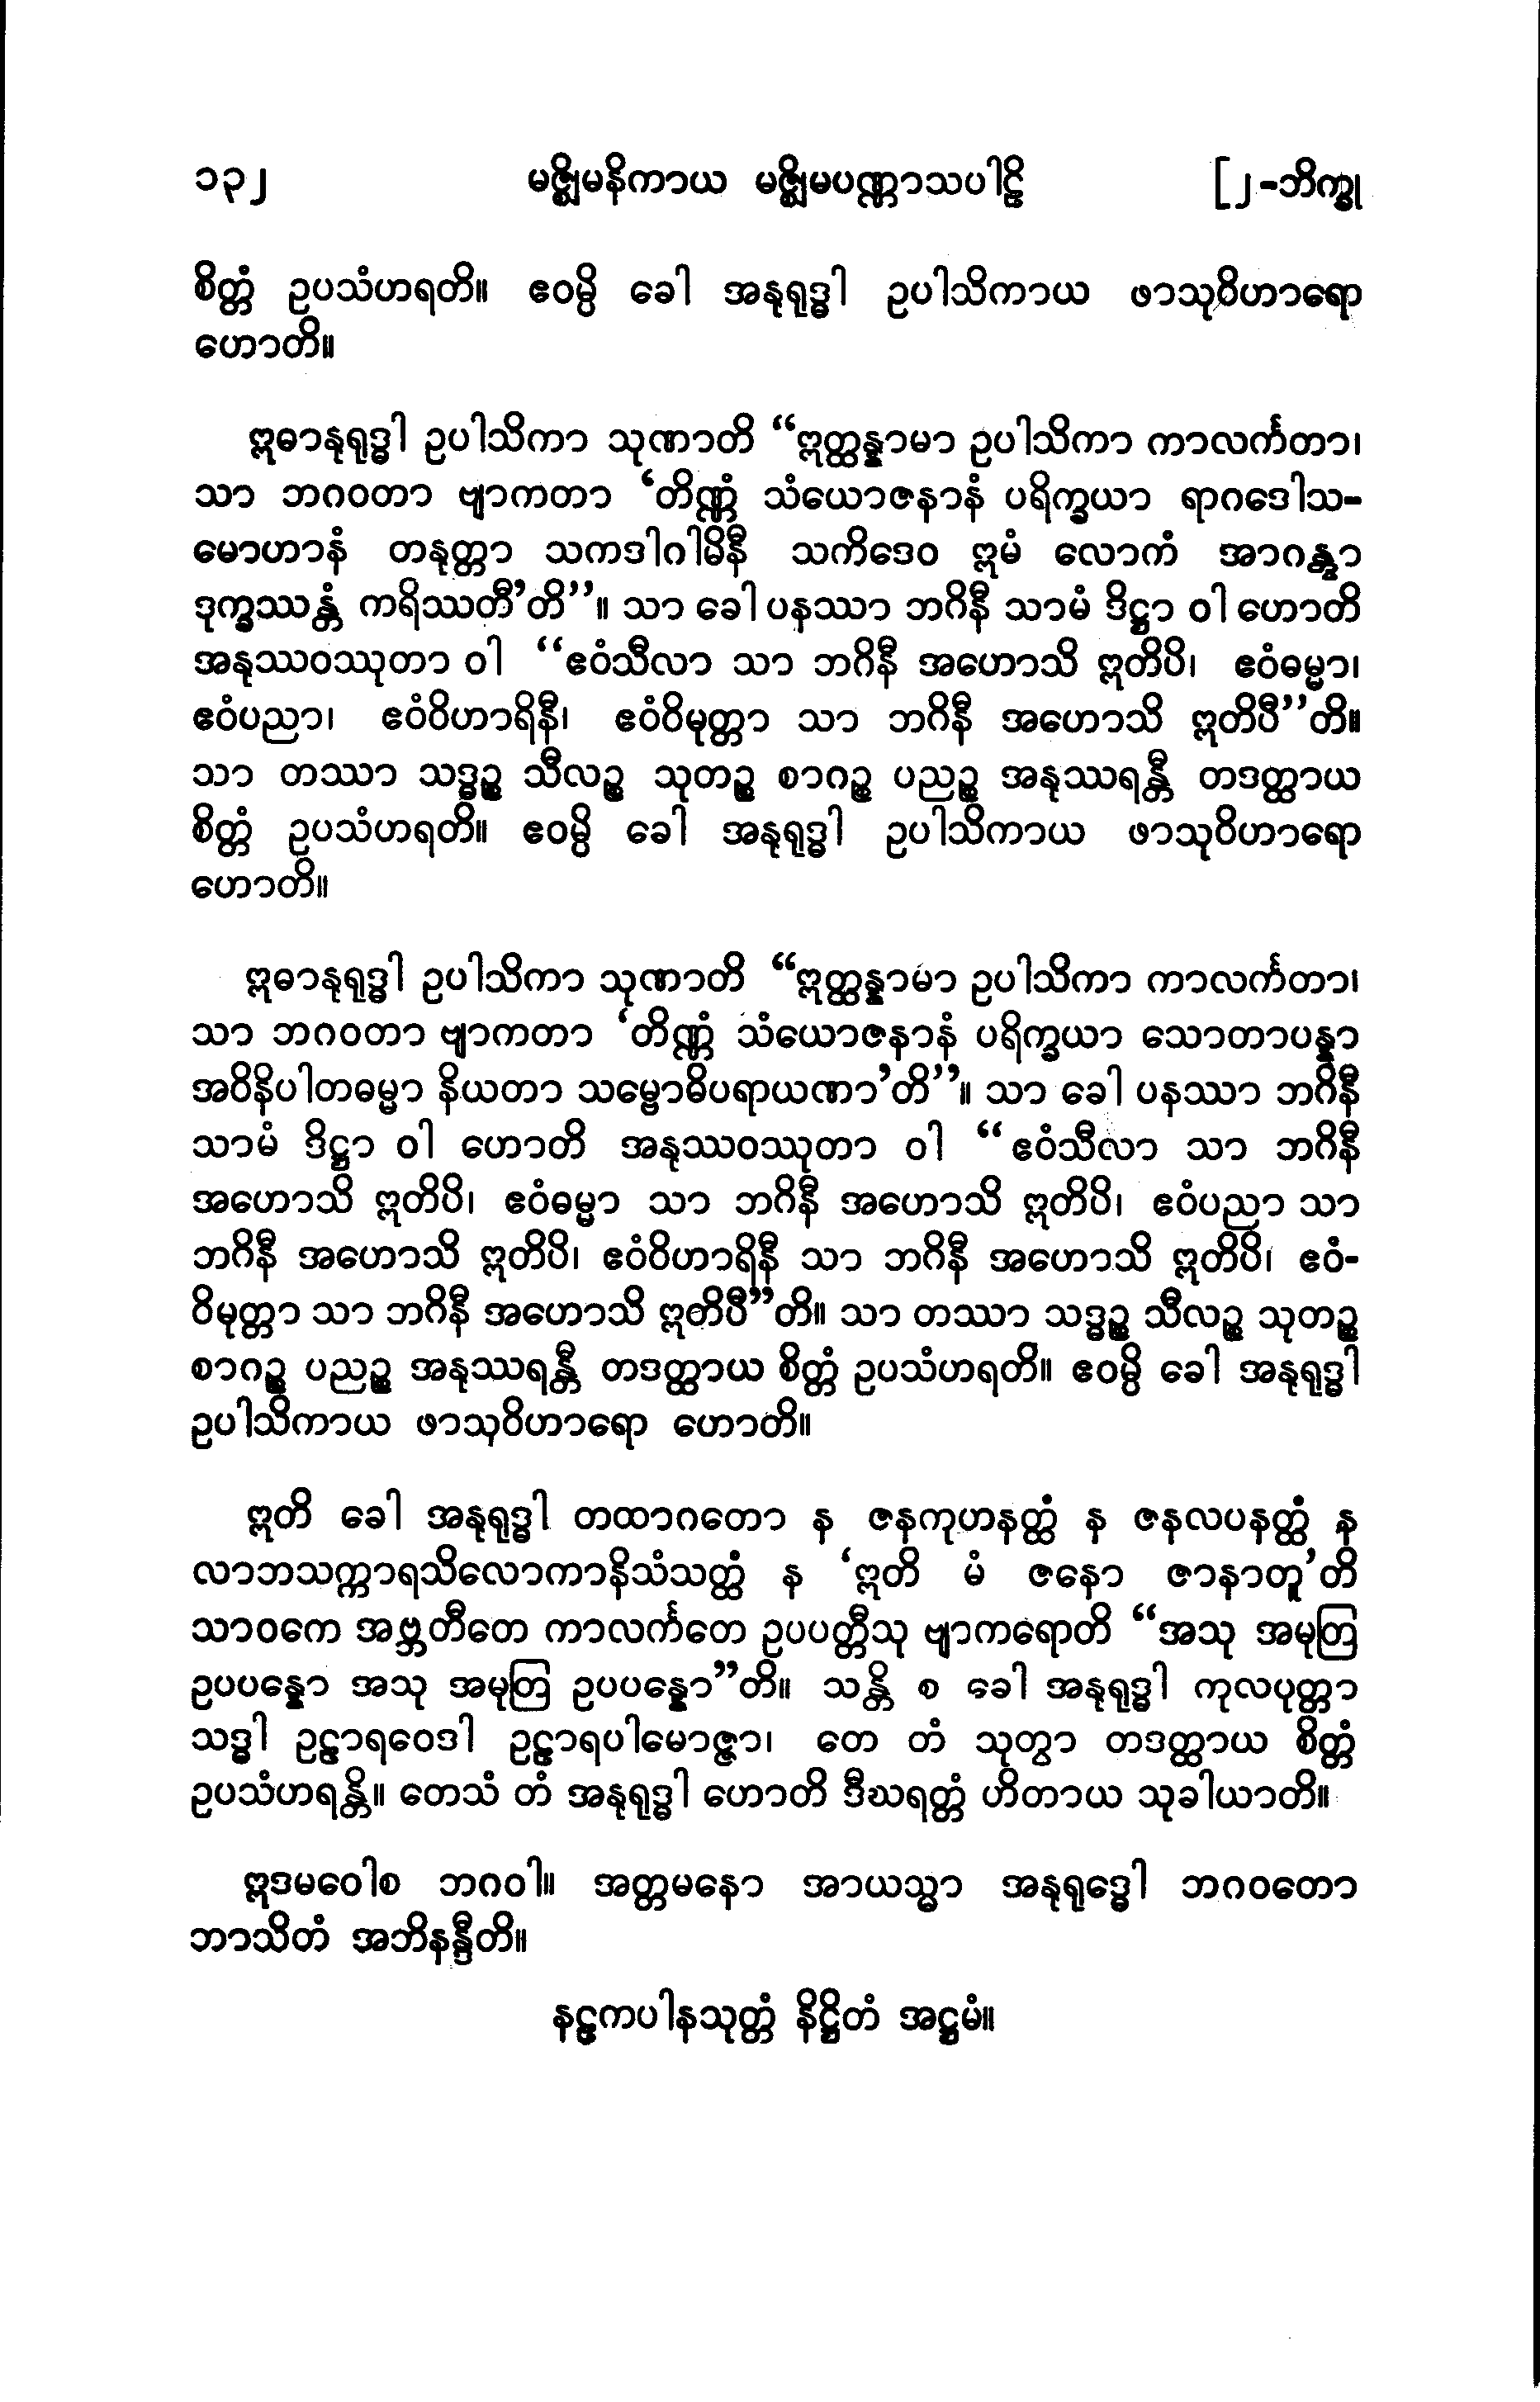 ၁၃၂ မဇ္ဈိမနိကာယ မဇ္ဈိမပဏ္ဏာသပါဠိ [၂-ဘိက္ခု
စိတ္တံ ဥပသံဟရတိ။ ဧဝမ္ပိ ခေါ အနုရုဒ္ဓါ ဥပါသိကာယ ဖာသုဝိဟာရော
ဟောတိ။
ဣဓာနုရုဒ္ဓါ ဥပါသိကာ သုဏာတိ “ဣတ္ထန္နာမာ ဥပါသိကာ ကာလင်္ကတာ၊
သာ ဘဂဝတာ ဗျာကတာ ‘တိဏ္ဏံ သံယောဇနာနံ ပရိက္ခယာ ရာဂဒေါသ-
မောဟာနံ တနုတ္တာ သကဒါဂါမိနီ သကိဒေဝ ဣမံ လောကံ အာဂန္တွာ
ဒုက္ခဿန္တံ ကရိဿတီ’တိ”။ သာ ခေါ ပနဿာ ဘဂိနီ သာမံ ဒိဋ္ဌာ ဝါ ဟောတိ
အနုဿဝဿုတာ ဝါ “ဧဝံသီလာ သာ ဘဂိနီ အဟောသိ ဣတိပိ၊ ဧဝံဓမ္မာ၊
ဧဝံပညာ၊ ဧဝံဝိဟာရိနီ၊ ဧဝံဝိမုတ္တာ သာ ဘဂိနီ အဟောသိ ဣတိပီ”တိ။
သာ တဿာ သဒ္ဓဉ္စ သီလဉ္စ သုတဉ္စ စာဂဉ္စ ပညဉ္စ အနုဿရန္တီ တဒတ္ထာယ
စိတ္တံ ဥပသံဟရတိ။ ဧဝမ္ပိ ခေါ အနုရုဒ္ဓါ ဥပါသိကာယ ဖာသုဝိဟာရော
ဟောတိ။
ဣဓာနုရုဒ္ဓါ ဥပါသိကာ သုဏာတိ “ဣတ္ထန္နာမာ ဥပါသိကာ ကာလင်္ကတာ၊
သာ ဘဂဝတာ ဗျာကတာ ‘တိဏ္ဏံ သံယောဇနာနံ ပရိက္ခယာ သောတာပန္နာ
အဝိနိပါတဓမ္မာ နိယတာ သမ္ဗောဓိပရာယဏာ’တိ”။ သာ ခေါ ပနဿာ ဘဂိနီ
သာမံ ဒိဋ္ဌာ ဝါ ဟောတိ အနုဿဝဿုတာ ဝါ “ဧဝံသီလာ သာ ဘဂိနီ
အဟောသိ ဣတိပိ၊ ဧဝံဓမ္မာ သာ ဘဂိနီ အဟောသိ ဣတိပိ၊ ဧဝံပညာ သာ
ဘဂိနီ အဟောသိ ဣတိပိ၊ ဧဝံဝိဟာရိနီ သာ ဘဂိနီ အဟောသိ ဣတိပိ၊ ဧဝံ-
ဝိမုတ္တာ သာ ဘဂိနီ အဟောသိ ဣတိပီ”တိ။ သာ တဿာ သဒ္ဓဉ္စ သီလဉ္စ သုတဉ္စ
စာဂဉ္စ ပညဉ္စ အနုဿရန္တီ တဒတ္ထာယ စိတ္တံ ဥပသံဟရတိ။ ဧဝမ္ပိ ခေါ အနုရုဒ္ဓါ
ဥပါသိကာယ ဖာသုဝိဟာရော ဟောတိ။
ဣတိ ခေါ အနုရုဒ္ဓါ တထာဂတော န ဇနကုဟနတ္ထံ န ဇနလပနတ္ထံ န
လာဘသက္ကာရသိလောကာနိသံသတ္ထံ န ‘ဣတိ မံ ဇနော ဇာနာတူ’တိ
သာဝကေ အဗ္ဘတီတေ ကာလင်္ကတေ ဥပပတ္တီသု ဗျာကရောတိ “အသု အမုတြ
ဥပပန္နော အသု အမုတြ ဥပပန္နော”တိ။ သန္တိ စ ခေါ အနုရုဒ္ဓါ ကုလပုတ္တာ
သဒ္ဓါ ဥဠာရဝေဒါ ဥဠာရပါမောဇ္ဇာ၊ တေ တံ သုတွာ တဒတ္ထာယ စိတ္တံ
ဥပသံဟရန္တိ။ တေသံ တံ အနုရုဒ္ဓါ ဟောတိ ဒီဃရတ္တံ ဟိတာယ သုခါယာတိ။
ဣဒမဝေါစ ဘဂဝါ။ အတ္တမနော အာယသ္မာ အနုရုဒ္ဓေါ ဘဂဝတော
ဘာသိတံ အဘိနန္ဒီတိ။
နဠကပါနသုတ္တံ နိဋ္ဌိတံ အဋ္ဌမံ။